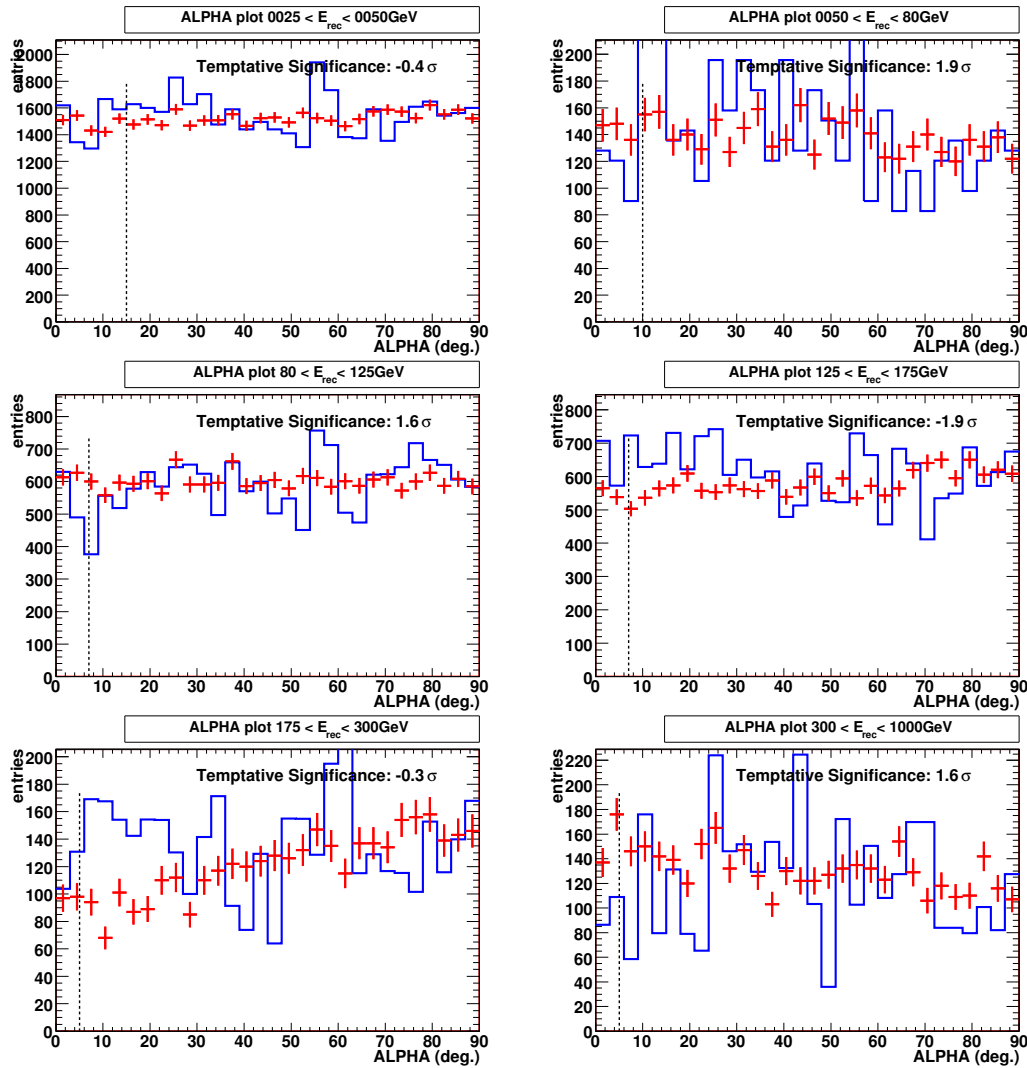 ALPHA plot 0025 < E_rec < 0050GeV
entries
Temptative Significance: -0.4 σ
2000
1800
1600
1400
1200
1000
800
600
400
200
0
0 10 20 30 40 50 60 70 80 90
ALPHA (deg.)
ALPHA plot 0050 < E_rec < 80GeV
entries
Temptative Significance: 1.9 σ
2000
1800
1600
1400
1200
1000
800
600
400
200
0
0 10 20 30 40 50 60 70 80 90
ALPHA (deg.)
ALPHA plot 80 < E_rec < 125GeV
entries
Temptative Significance: 1.6 σ
800
700
600
500
400
300
200
100
0
0 10 20 30 40 50 60 70 80 90
ALPHA (deg.)
ALPHA plot 125 < E_rec < 175GeV
entries
Temptative Significance: -1.9 σ
800
700
600
500
400
300
200
100
0
0 10 20 30 40 50 60 70 80 90
ALPHA (deg.)
ALPHA plot 175 < E_rec < 300GeV
entries
Temptative Significance: -0.3 σ
200
180
160
140
120
100
80
60
40
20
0
0 10 20 30 40 50 60 70 80 90
ALPHA (deg.)
ALPHA plot 300 < E_rec < 1000GeV
entries
Temptative Significance: 1.6 σ
220
200
180
160
140
120
100
80
60
40
20
0
0 10 20 30 40 50 60 70 80 90
ALPHA (deg.)